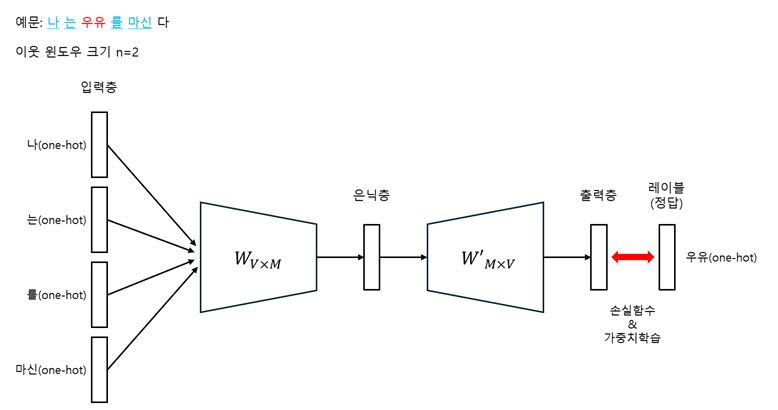 예문: 나 는 우유 를 마신 다
이웃 윈도우 크기 n=2
입력층
나(one-hot)
는(one-hot)
를(one-hot)
마신(one-hot)
W V×M
은닉층
W' M×V
출력층
레이블
(정답)
우유(one-hot)
손실함수
&
가중치학습